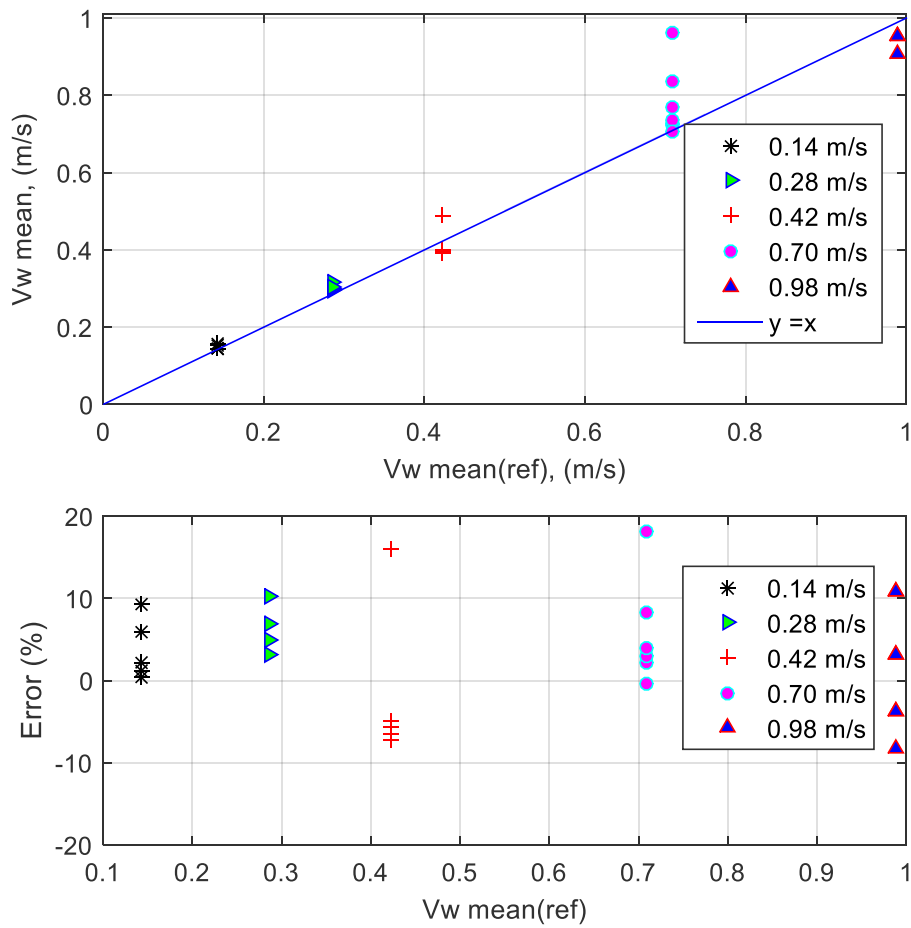 1
0.8
0.6
0.4
0.2
0
Vw mean, (m/s)
0.14 m/s
0.28 m/s
0.42 m/s
0.70 m/s
0.98 m/s
y =x
0 0.2 0.4 0.6 0.8 1
Vw mean(ref), (m/s)
20
10
0
-10
-20
Error (%)
0.14 m/s
0.28 m/s
0.42 m/s
0.70 m/s
0.98 m/s
0.1 0.2 0.3 0.4 0.5 0.6 0.7 0.8 0.9 1
Vw mean(ref)